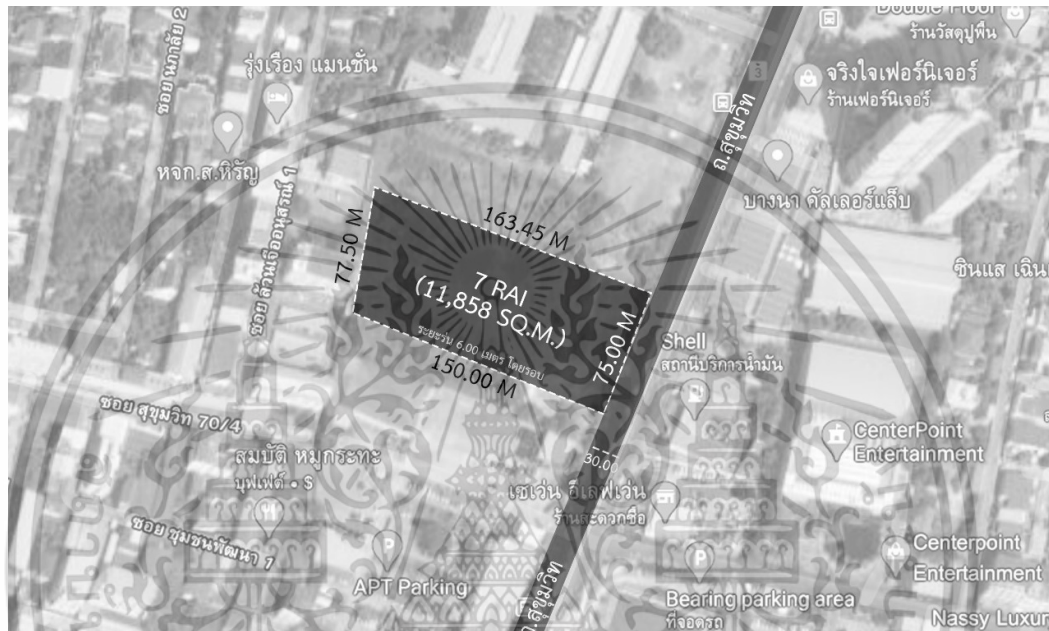 Double Floor
ร้านวัสดุปูพื้น
ซอย นภาลัย 2
รุ่งเรือง แมนชั่น
3
จริงใจเฟอร์นิเจอร์
ร้านเฟอร์นิเจอร์
ถ.สุขุมวิท
หจก.ส.หิรัญ
บางนา คัลเลอร์แล็บ
163.45 M
77.50 M
ซอย ล้วนเจืออนุสรณ์ 1
7 RAI
(11,858 SQ.M.)
ระยะร่น 6.00 เมตร โดยรอบ
75.00 M
150.00 M
ซินแส เฉิน
Shell
สถานีบริการน้ำมัน
ซอย สุขุมวิท 70/4
CenterPoint
Entertainment
สมบัติ หมูกระทะ
บุฟเฟ่ต์ • $
30.00
เซเว่น อีเลฟเว่น
ร้านสะดวกซื้อ
ซอย ชุมชนพัฒนา 1
P
P
Centerpoint
Entertainment
APT Parking
ถ.สุขุมวิท
Bearing parking area
ที่จอดรถ
Nassy Luxur